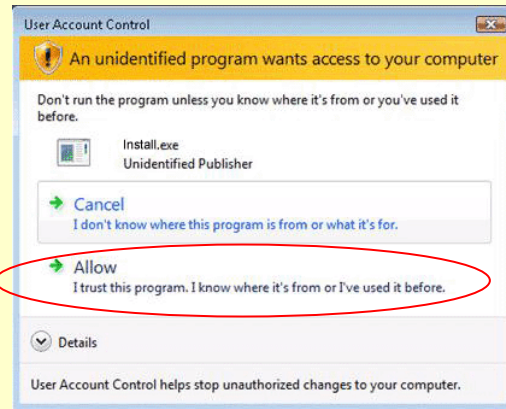 User Account Control
An unidentified program wants access to your computer
Don't run the program unless you know where it's from or you've used it
before.
Install.exe
Unidentified Publisher
Cancel
I don't know where this program is from or what it's for.
Allow
I trust this program. I know where it's from or I've used it before.
Details
User Account Control helps stop unauthorized changes to your computer.